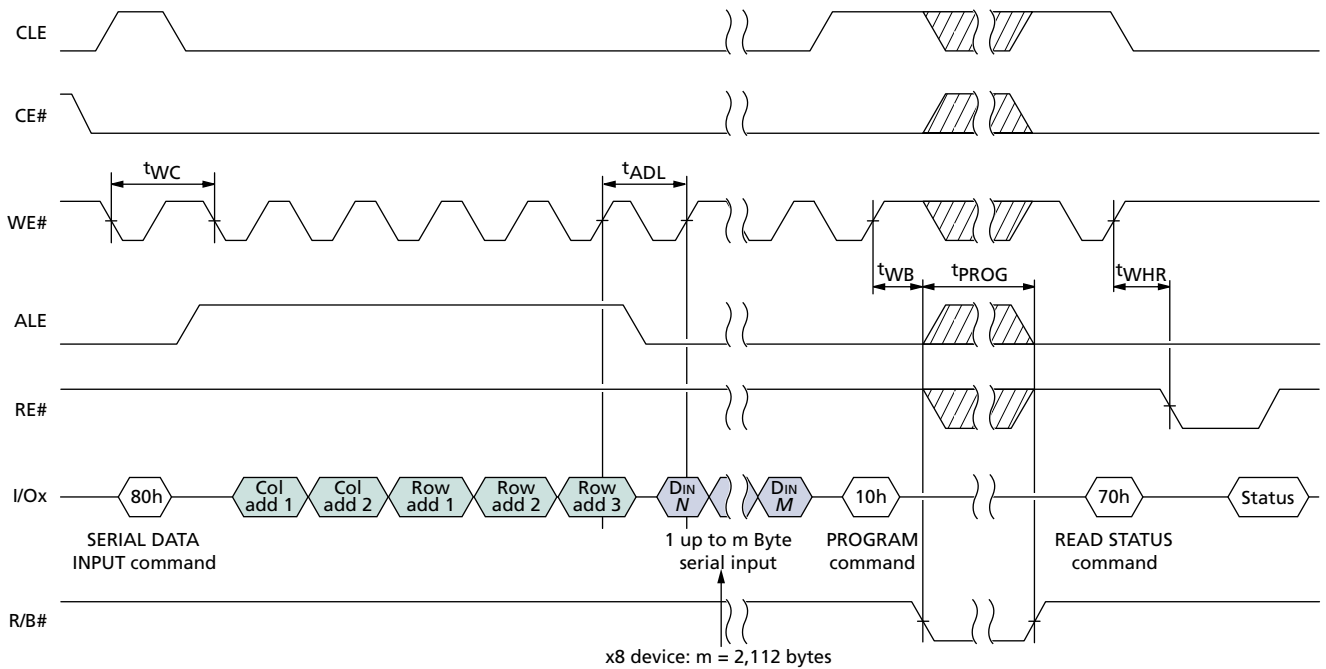 CLE
CE#
tWC
tADL
WE#
tWB
tPROG
tWHR
ALE
RE#
I/Ox
80h
Col
add 1
Col
add 2
Row
add 1
Row
add 2
Row
add 3
DIN
N
DIN
M
10h
70h
Status
SERIAL DATA
INPUT command
1 up to m Byte
serial input
PROGRAM
command
READ STATUS
command
R/B#
x8 device: m = 2,112 bytes